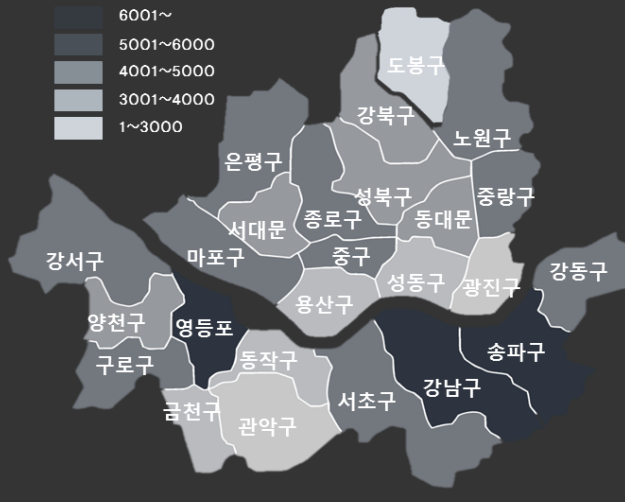 6001~
5001~6000
4001~5000
3001~4000
1~3000
도봉구
강북구
노원구
은평구
성북구
중랑구
종로구
동대문
서대문
중구
마포구
강서구
강동구
성동구
광진구
용산구
양천구
영등포
송파구
동작구
구로구
강남구
서초구
금천구
관악구